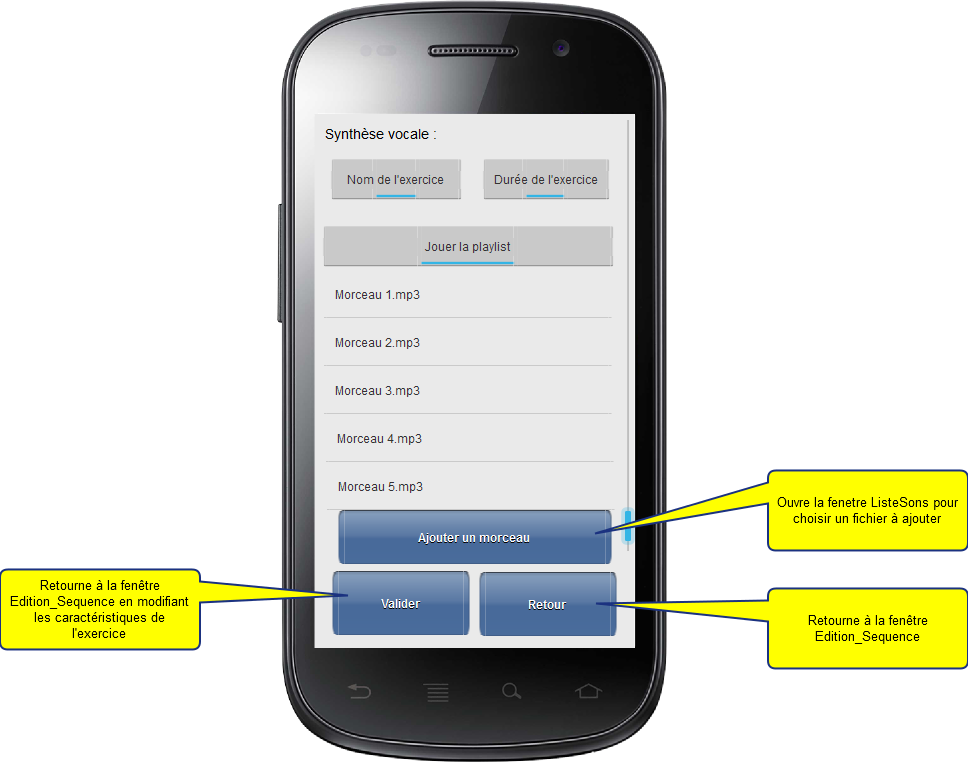 Synthèse vocale :
Nom de l'exercice
Durée de l'exercice
Jouer la playlist
Morceau 1.mp3
Morceau 2.mp3
Morceau 3.mp3
Morceau 4.mp3
Morceau 5.mp3
Ajouter un morceau
Valider
Retour
Ouvre la fenetre ListeSons pour
choisir un fichier à ajouter
Retourne à la fenêtre
Edition_Sequence en modifiant
les caractéristiques de
l'exercice
Retourne à la fenêtre
Edition_Sequence